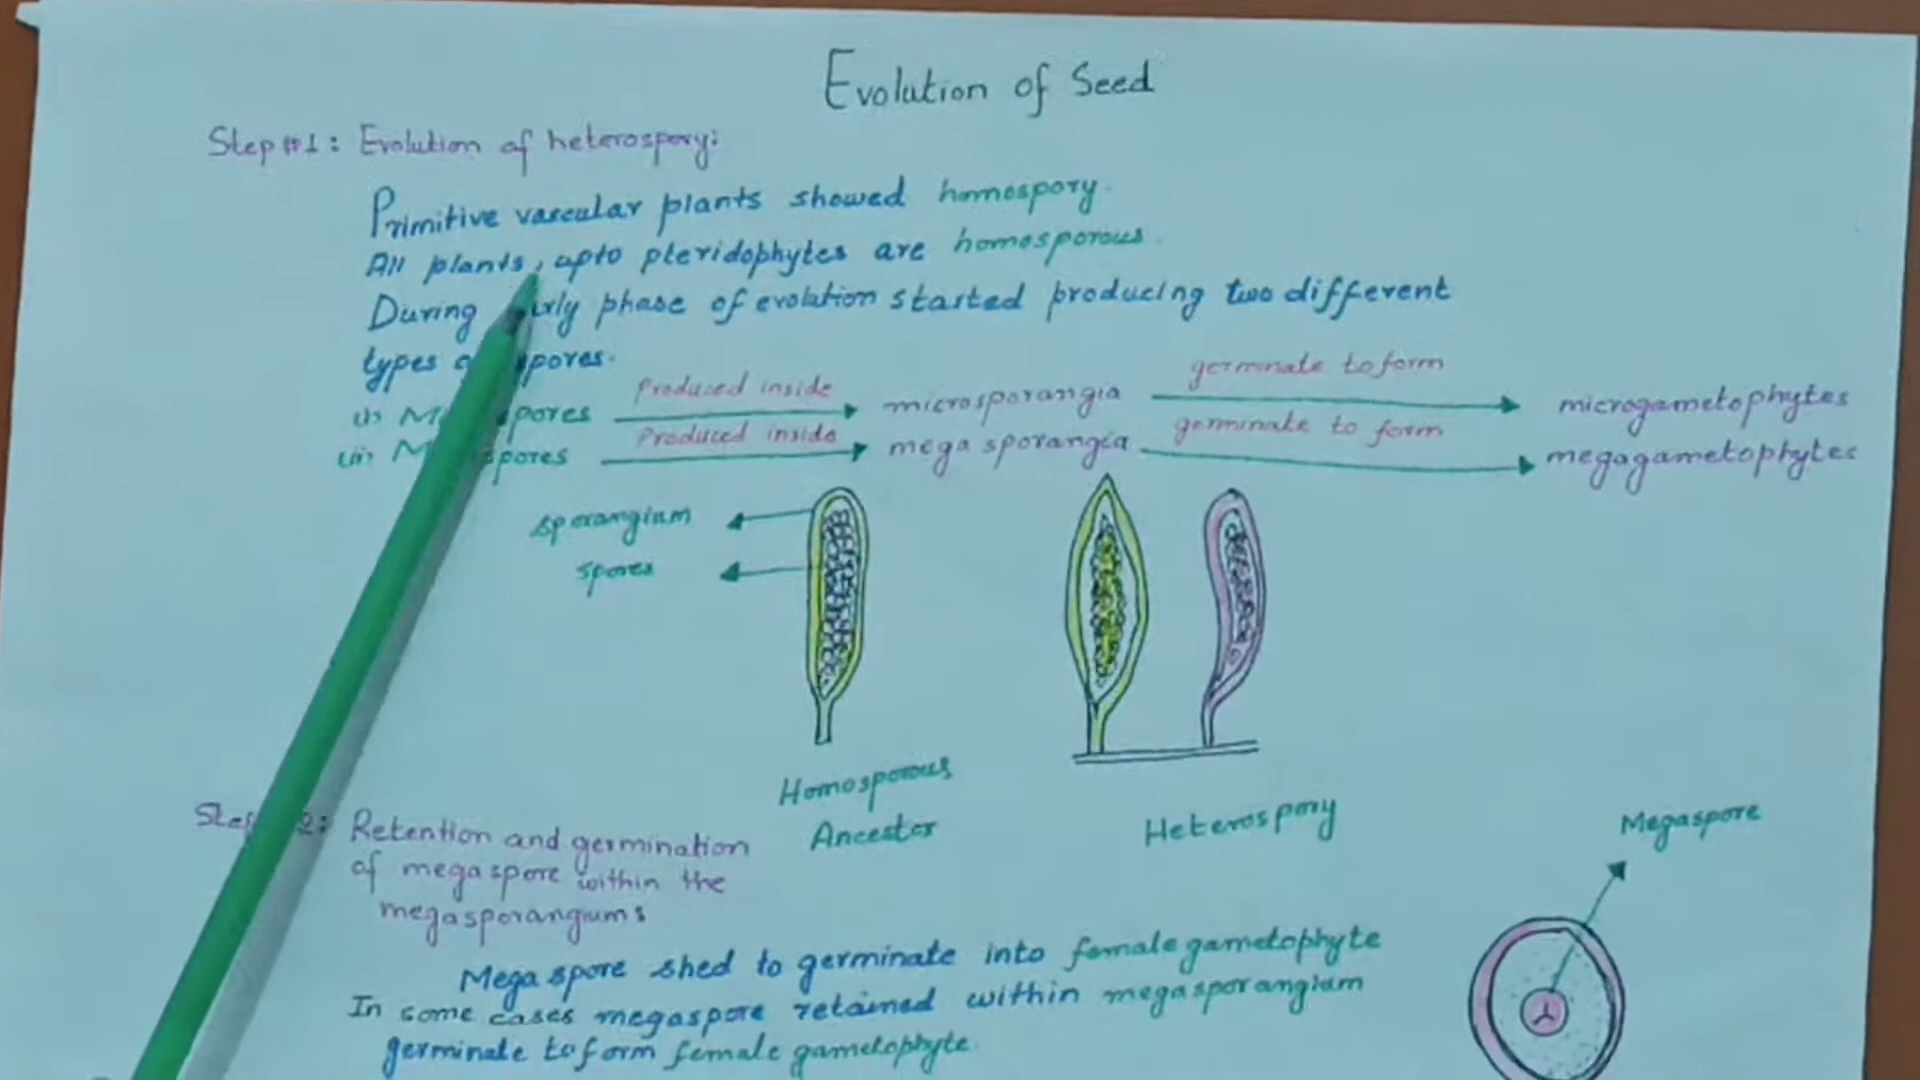 Evolution of Seed
Step #1: Evolution of heterospory:
Primitive vascular plants showed homospory.
All plants, upto pteridophytes are homosporous.
During phase of evolution started producing two different
types
(i) produced inside microsporangia germinate to form microgametophytes
(ii) produced inside mega sporangia germinate to form megagametophytes
sporangium
spores
Homosporous
Ancestor
Heterospory
Megaspore
Retention and germination
of megaspore within the
megasporangiums
Mega spore shed to germinate into female gametophyte
In some cases megaspore retained within megasporangium
germinate to form female gametophyte.